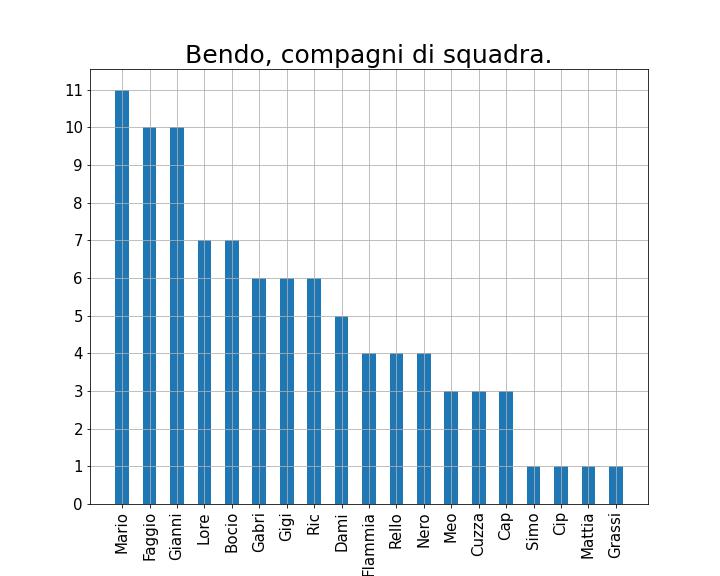 Bendo, compagni di squadra.
11
10
9
8
7
6
5
4
3
2
1
0
Mario
Faggio
Gianni
Lore
Bocio
Gabri
Gigi
Ric
Dami
Flammia
Rello
Nero
Meo
Cuzza
Cap
Simo
Cip
Mattia
Grassi